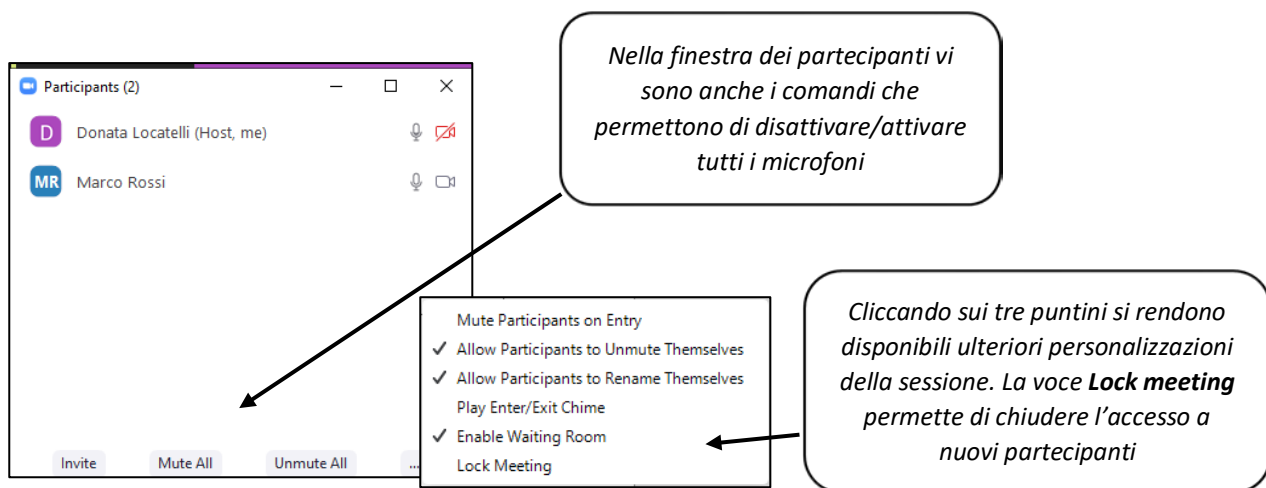 Nella finestra dei partecipanti vi
sono anche i comandi che
permettono di disattivare/attivare
tutti i microfoni
Participants (2)
D Donata Locatelli (Host, me)
MR Marco Rossi
Invite Mute All Unmute All ...
Mute Participants on Entry
✓ Allow Participants to Unmute Themselves
✓ Allow Participants to Rename Themselves
Play Enter/Exit Chime
✓ Enable Waiting Room
Lock Meeting
Cliccando sui tre puntini si rendono
disponibili ulteriori personalizzazioni
della sessione. La voce Lock meeting
permette di chiudere l’accesso a
nuovi partecipanti